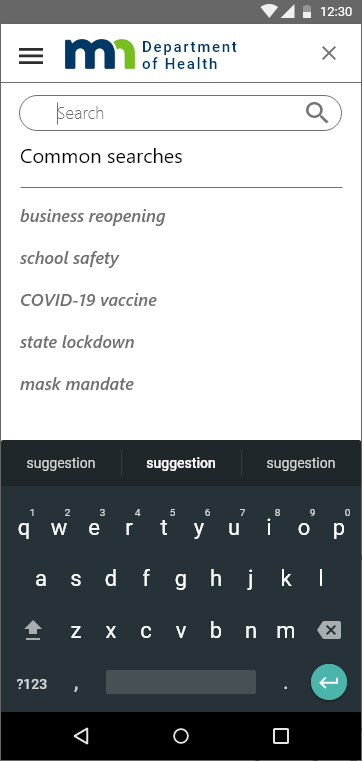 12:30
mn Department
of Health
Search
Common searches
business reopening
school safety
COVID-19 vaccine
state lockdown
mask mandate
suggestion suggestion suggestion
1 2 3 4 5 6 7 8 9 0
q w e r t y u i o p
a s d f g h j k l
z x c v b n m
?123 , .